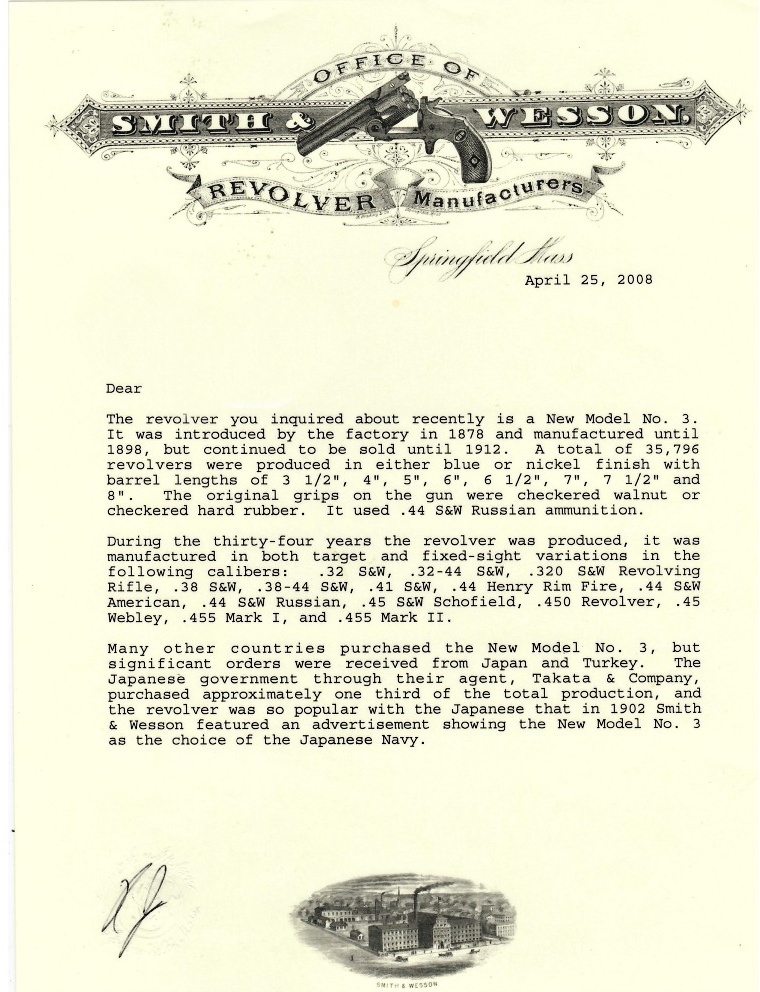 OFFICE OF
SMITH & WESSON.
REVOLVER Manufacturers.
Springfield Mass
April 25, 2008
Dear
The revolver you inquired about recently is a New Model No. 3.
It was introduced by the factory in 1878 and manufactured until
1898, but continued to be sold until 1912. A total of 35,796
revolvers were produced in either blue or nickel finish with
barrel lengths of 3 1/2", 4", 5", 6", 6 1/2", 7", 7 1/2" and
8". The original grips on the gun were checkered walnut or
checkered hard rubber. It used .44 S&W Russian ammunition.
During the thirty-four years the revolver was produced, it was
manufactured in both target and fixed-sight variations in the
following calibers: .32 S&W, .32-44 S&W, .320 S&W Revolving
Rifle, .38 S&W, .38-44 S&W, .41 S&W, .44 Henry Rim Fire, .44 S&W
American, .44 S&W Russian, .45 S&W Schofield, .450 Revolver, .45
Webley, .455 Mark I, and .455 Mark II.
Many other countries purchased the New Model No. 3, but
significant orders were received from Japan and Turkey. The
Japanese government through their agent, Takata & Company,
purchased approximately one third of the total production, and
the revolver was so popular with the Japanese that in 1902 Smith
& Wesson featured an advertisement showing the New Model No. 3
as the choice of the Japanese Navy.
SMITH & WESSON